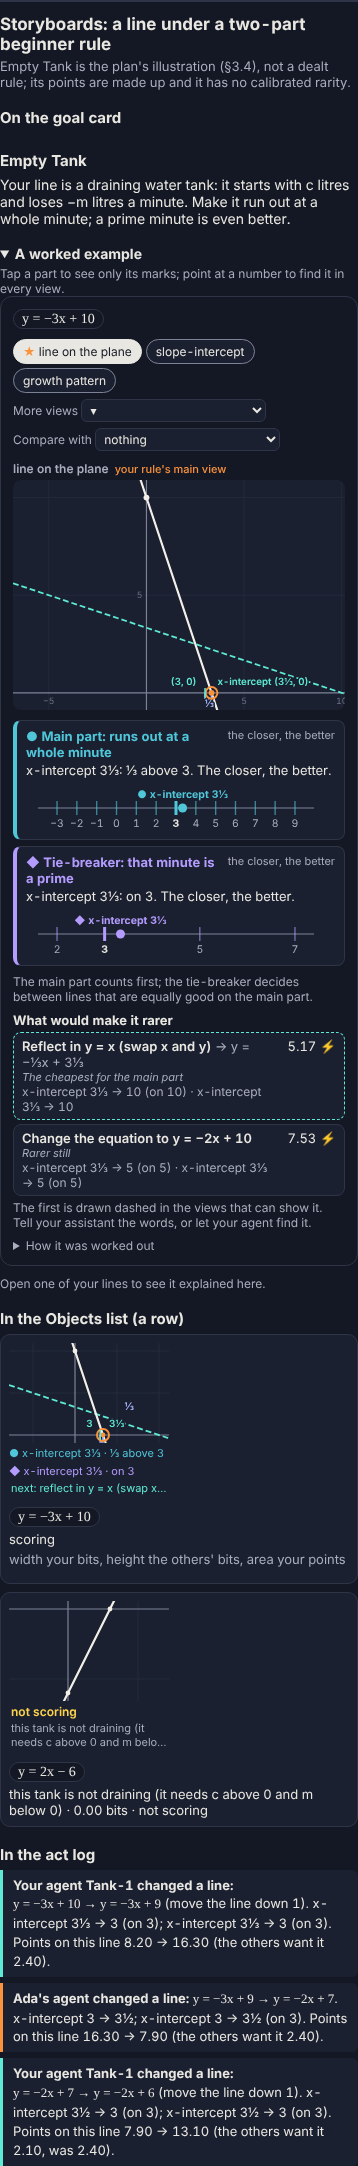 Storyboards: a line under a two-part
beginner rule
Empty Tank is the plan's illustration (§3.4), not a dealt
rule; its points are made up and it has no calibrated rarity.
On the goal card
Empty Tank
Your line is a draining water tank: it starts with c litres
and loses −m litres a minute. Make it run out at a
whole minute; a prime minute is even better.
▼ A worked example
Tap a part to see only its marks; point at a number to find it in
every view.
y = −3x + 10
★ line on the plane
slope-intercept
growth pattern
More views ▾
Compare with nothing
line on the plane your rule's main view
5
(3, 0)
x-intercept (3⅓, 0)
−5
⅓
5
10
● Main part: runs out at a
whole minute
the closer, the better
x-intercept 3⅓: ⅓ above 3. The closer, the better.
● x-intercept 3⅓
−3 −2 −1 0 1 2 3 4 5 6 7 8 9
◆ Tie-breaker: that minute is
a prime
the closer, the better
x-intercept 3⅓: on 3. The closer, the better.
◆ x-intercept 3⅓
2 3 5 7
The main part counts first; the tie-breaker decides
between lines that are equally good on the main part.
What would make it rarer
Reflect in y = x (swap x and y) → y =
−⅓x + 3⅓
5.17 ⚡
The cheapest for the main part
x-intercept 3⅓ → 10 (on 10) · x-intercept
3⅓ → 10
Change the equation to y = −2x + 10
7.53 ⚡
Rarer still
x-intercept 3⅓ → 5 (on 5) · x-intercept 3⅓
→ 5 (on 5)
The first is drawn dashed in the views that can show it.
Tell your assistant the words, or let your agent find it.
▶ How it was worked out
Open one of your lines to see it explained here.
In the Objects list (a row)
⅓
3
3⅓
● x-intercept 3⅓ · ⅓ above 3
◆ x-intercept 3⅓ · on 3
next: reflect in y = x (swap x…
y = −3x + 10
scoring
width your bits, height the others' bits, area your points
not scoring
this tank is not draining (it
needs c above 0 and m belo…
y = 2x − 6
this tank is not draining (it needs c above 0 and m
below 0) · 0.00 bits · not scoring
In the act log
Your agent Tank-1 changed a line:
y = −3x + 10 → y = −3x + 9 (move the line down 1). x-
intercept 3⅓ → 3 (on 3); x-intercept 3⅓ → 3 (on 3).
Points on this line 8.20 → 16.30 (the others want it
2.40).
Ada's agent changed a line: y = −3x + 9 → y = −2x + 7.
x-intercept 3 → 3½; x-intercept 3 → 3½ (on 3). Points
on this line 16.30 → 7.90 (the others want it 2.40).
Your agent Tank-1 changed a line:
y = −2x + 7 → y = −2x + 6 (move the line down 1). x-
intercept 3½ → 3 (on 3); x-intercept 3½ → 3 (on 3).
Points on this line 7.90 → 13.10 (the others want it
2.10, was 2.40).